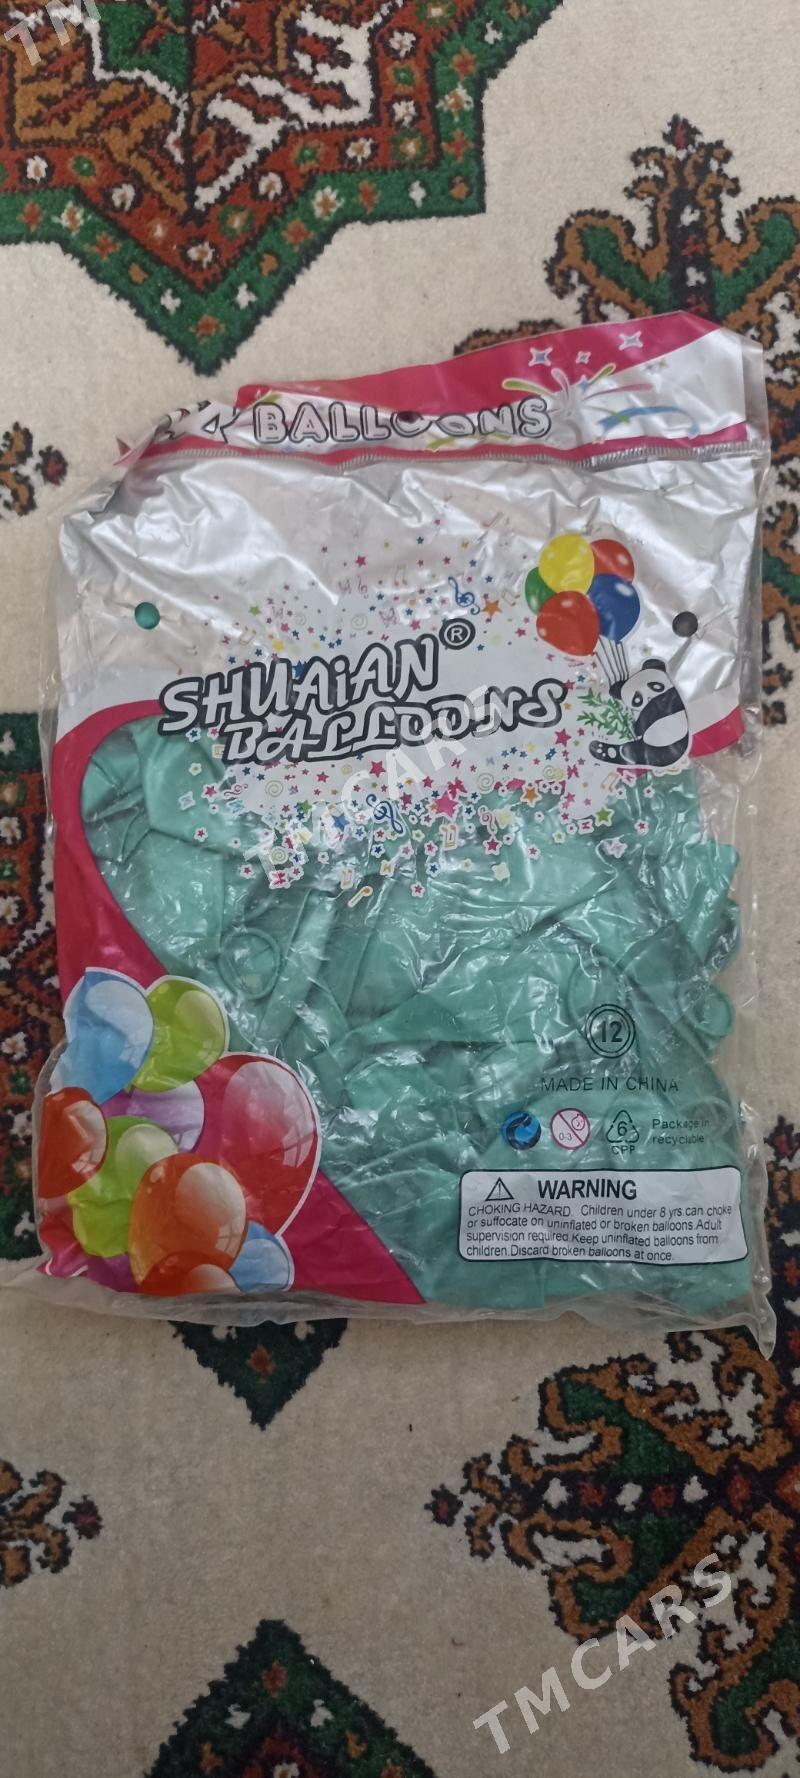 TMCARS
BALLOONS
SHUAiAN®
BALLOONS
TMCARS
12
MADE IN CHINA
0-3
6
CPP
Package in
recyclable
WARNING
CHOKING HAZARD. Children under 8 yrs.can choke
or suffocate on uninflated or broken balloons.Adult
supervision required.Keep uninflated balloons from
children.Discard broken balloons at once.
TMCARS